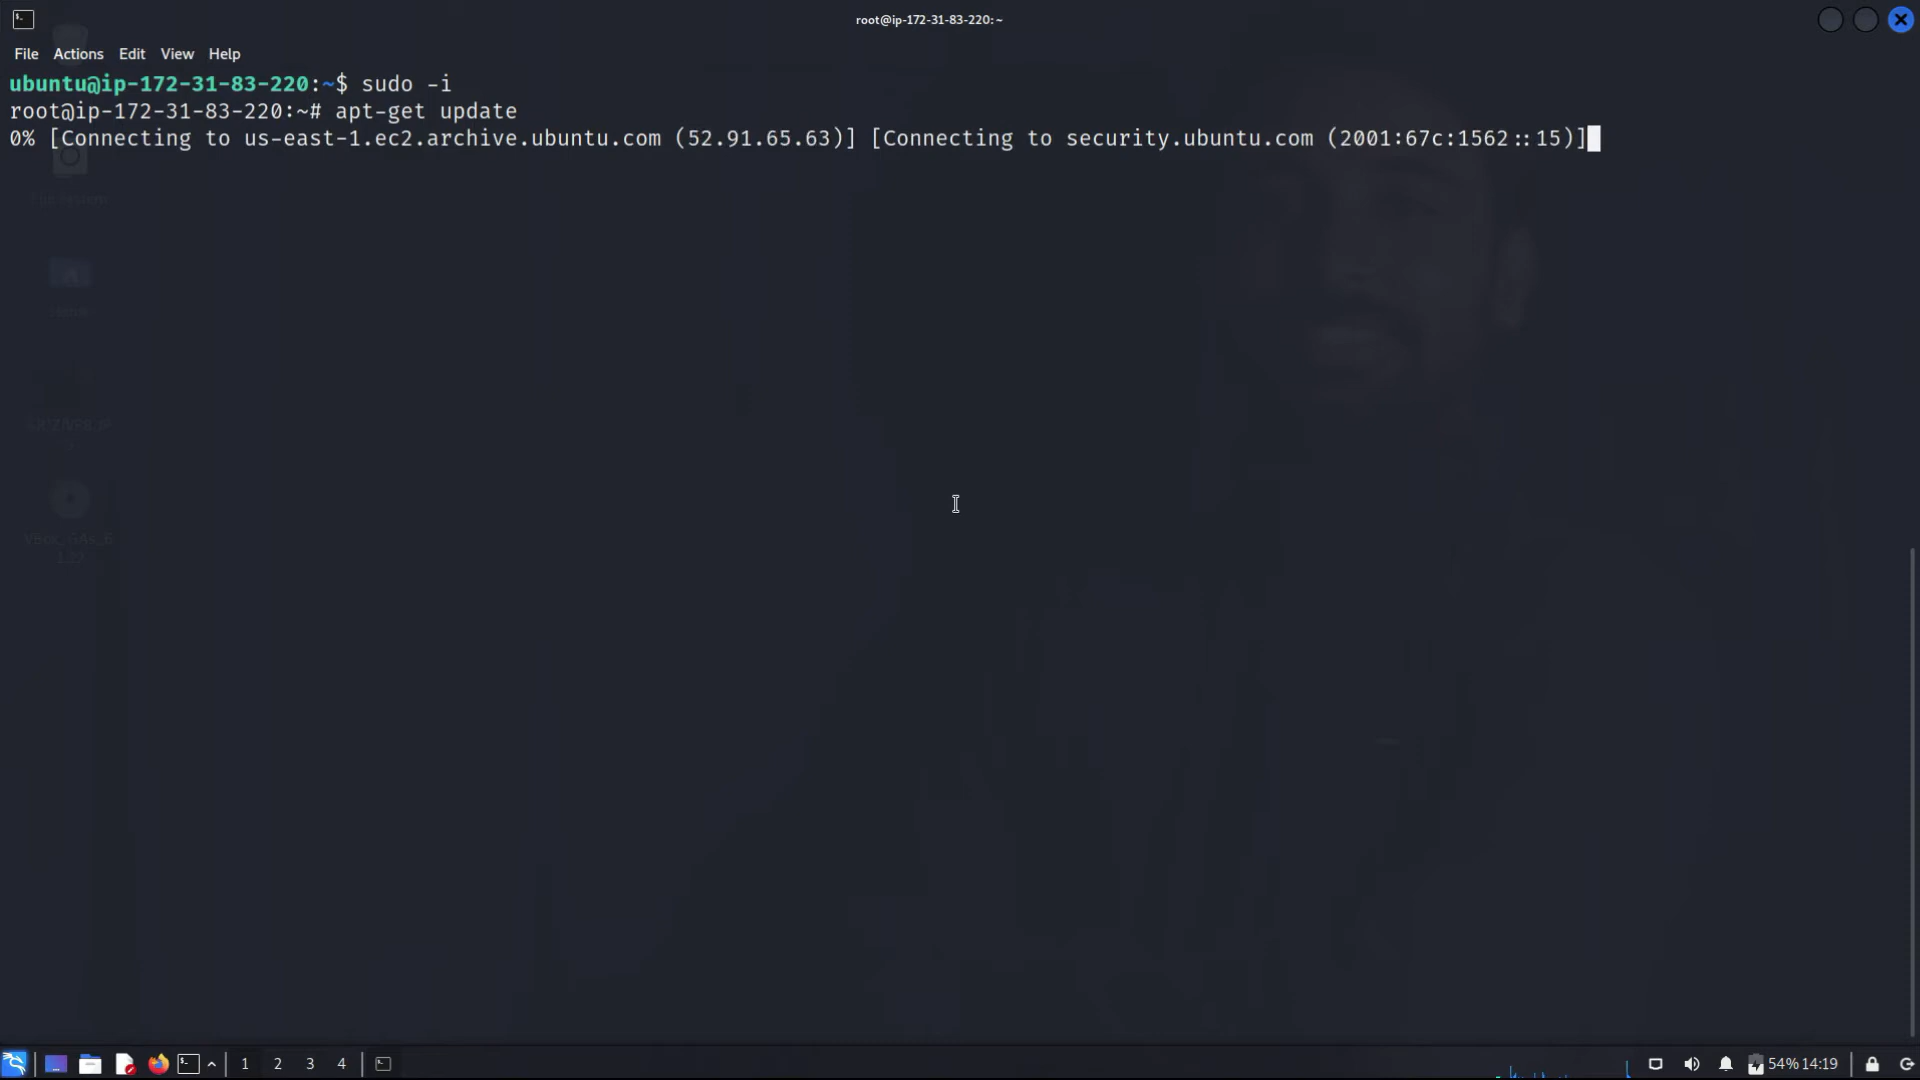 root@ip-172-31-83-220:~
File Actions Edit View Help
ubuntu@ip-172-31-83-220:~$ sudo -i
root@ip-172-31-83-220:~# apt-get update
0% [Connecting to us-east-1.ec2.archive.ubuntu.com (52.91.65.63)] [Connecting to security.ubuntu.com (2001:67c:1562::15)]
VBox_GAs_6
1 2 3 4
54% 14:19